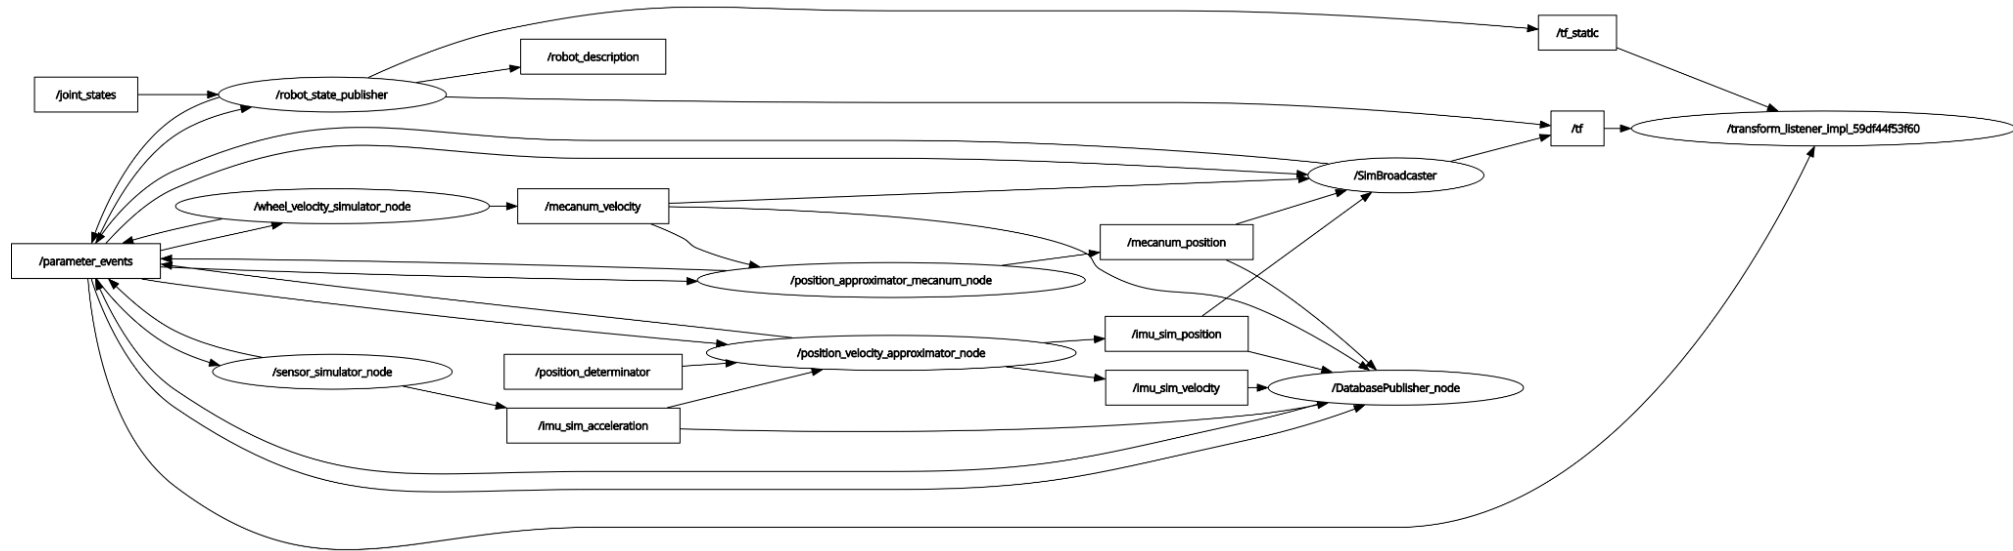 /tf_static
/robot_description
/joint_states
/robot_state_publisher
/tf
/transform_listener_impl_59df44f53f60
/SimBroadcaster
/wheel_velocity_simulator_node
/mecanum_velocity
/mecanum_position
/parameter_events
/position_approximator_mecanum_node
/imu_sim_position
/position_velocity_approximator_node
/sensor_simulator_node
/position_determinator
/imu_sim_velocity
/DatabasePublisher_node
/imu_sim_acceleration